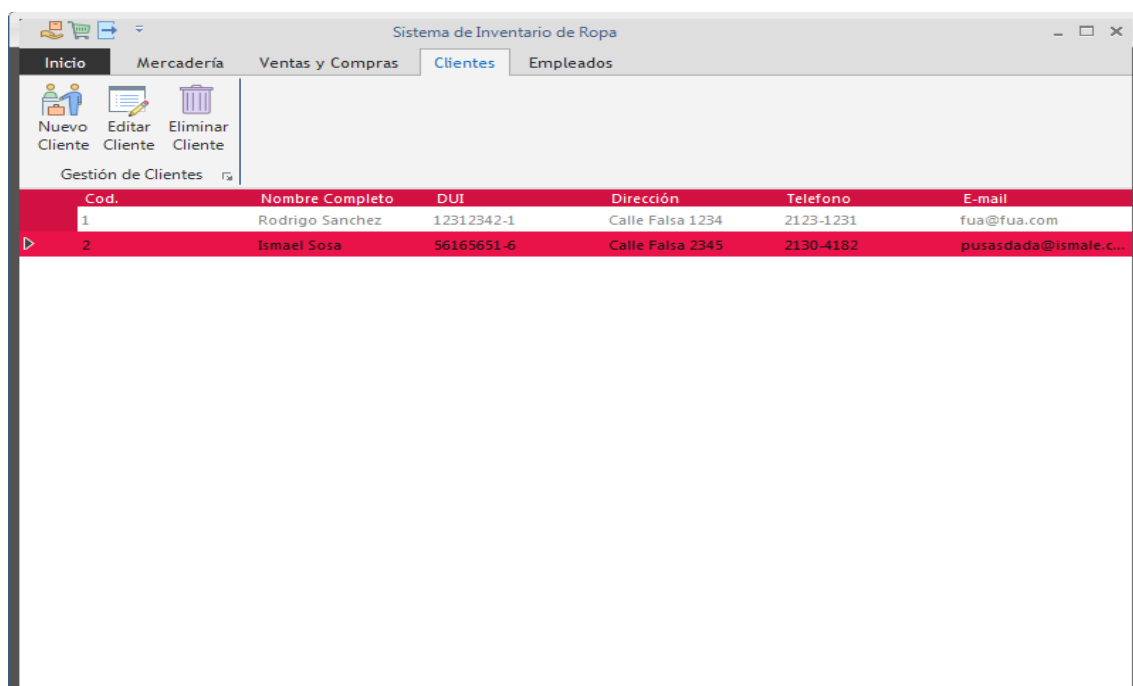 Sistema de Inventario de Ropa
Inicio Mercadería Ventas y Compras Clientes Empleados
Nuevo Cliente Editar Cliente Eliminar Cliente
Gestión de Clientes
Cod. Nombre Completo DUI Dirección Telefono E-mail
1 Rodrigo Sanchez 12312342-1 Calle Falsa 1234 2123-1231 fua@fua.com
2 Ismael Sosa 56165651-6 Calle Falsa 2345 2130-4182 pusasdada@ismale.c...